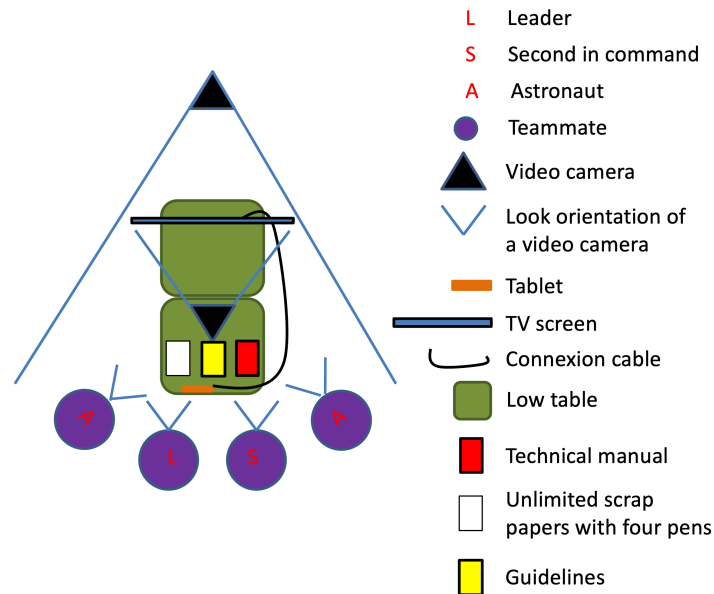 L Leader
S Second in command
A Astronaut
Teammate
Video camera
Look orientation of
a video camera
Tablet
TV screen
Connexion cable
Low table
Technical manual
Unlimited scrap
papers with four pens
Guidelines
A
A
L
S